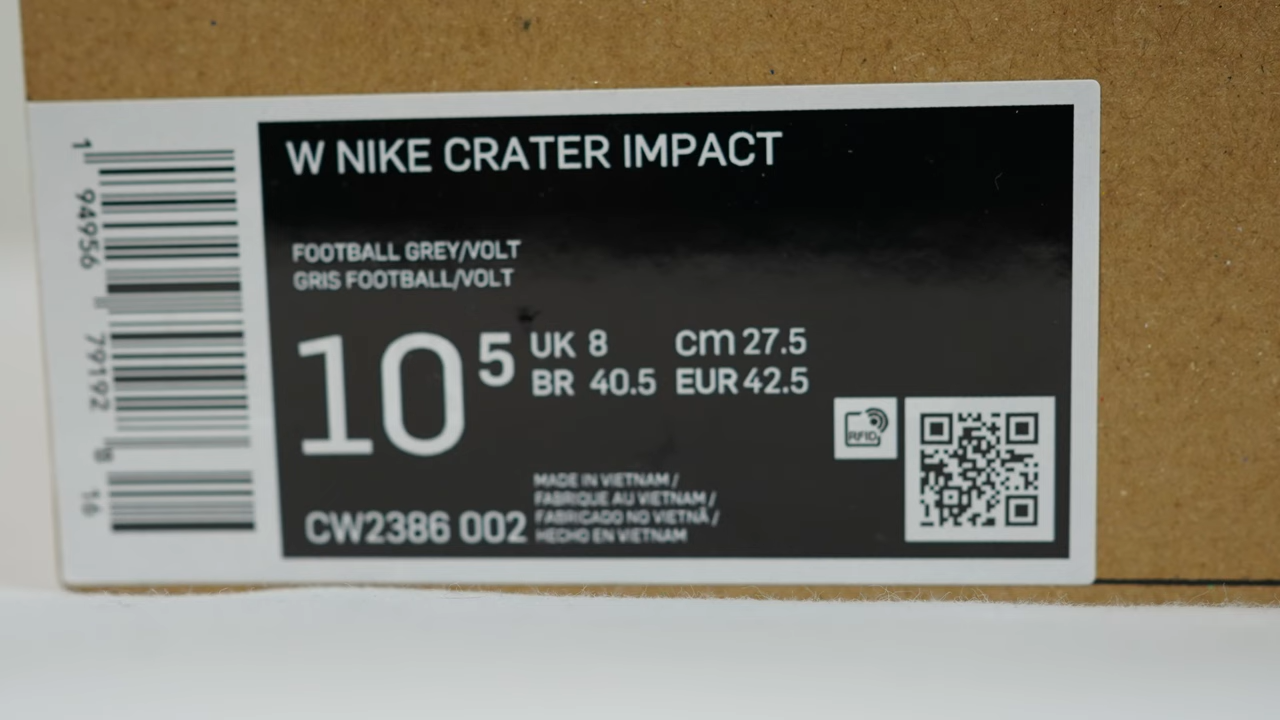 W NIKE CRATER IMPACT
FOOTBALL GREY/VOLT
GRIS FOOTBALL/VOLT
10 5
UK 8 cm 27.5
BR 40.5 EUR 42.5
RFID
CW2386 002
MADE IN VIETNAM /
FABRIQUE AU VIETNAM /
FABRICADO NO VIETNÃ /
HECHO EN VIETNAM
1 94956 79192 8 16